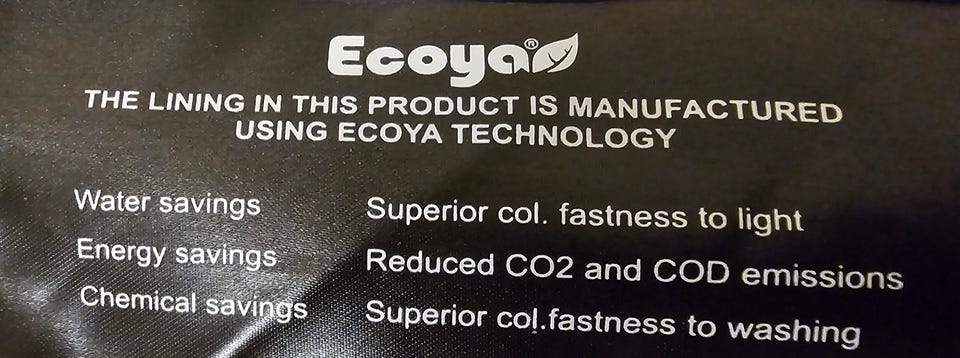 Ecoya®
THE LINING IN THIS PRODUCT IS MANUFACTURED
USING ECOYA TECHNOLOGY
Water savings
Energy savings
Chemical savings
Superior col. fastness to light
Reduced CO2 and COD emissions
Superior col.fastness to washing